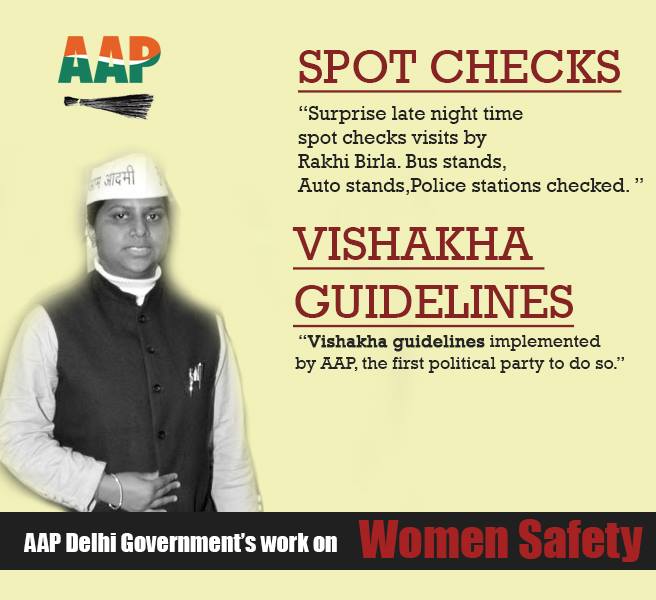 AAP
SPOT CHECKS
“Surprise late night time
spot checks visits by
Rakhi Birla. Bus stands,
Auto stands,Police stations checked. ”
आम आदमी
VISHAKHA
GUIDELINES
“Vishakha guidelines implemented
by AAP, the first political party to do so.”
AAP Delhi Government’s work on Women Safety